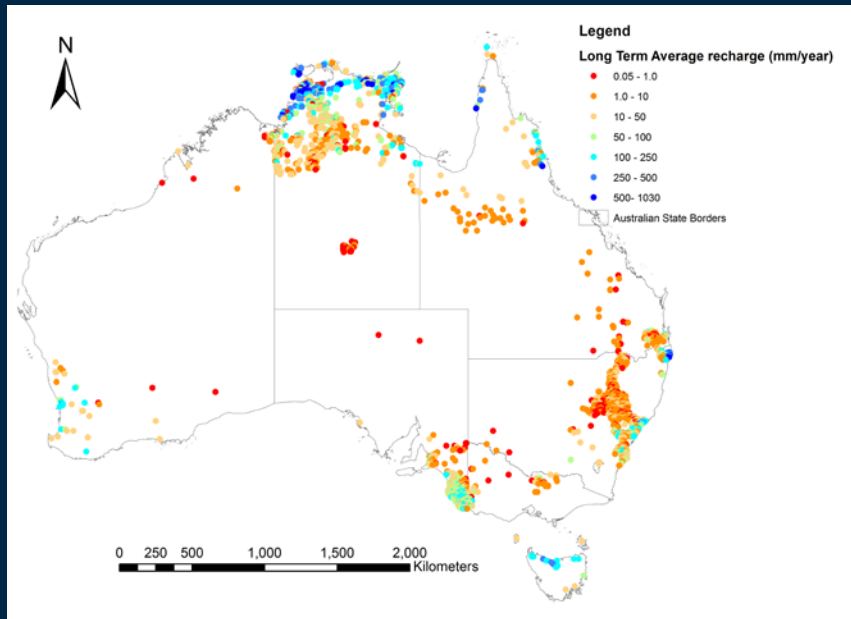 N
Legend
Long Term Average recharge (mm/year)
0.05 - 1.0
1.0 - 10
10 - 50
50 - 100
100 - 250
250 - 500
500- 1030
Australian State Borders
0 250 500 1,000 1,500 2,000
Kilometers